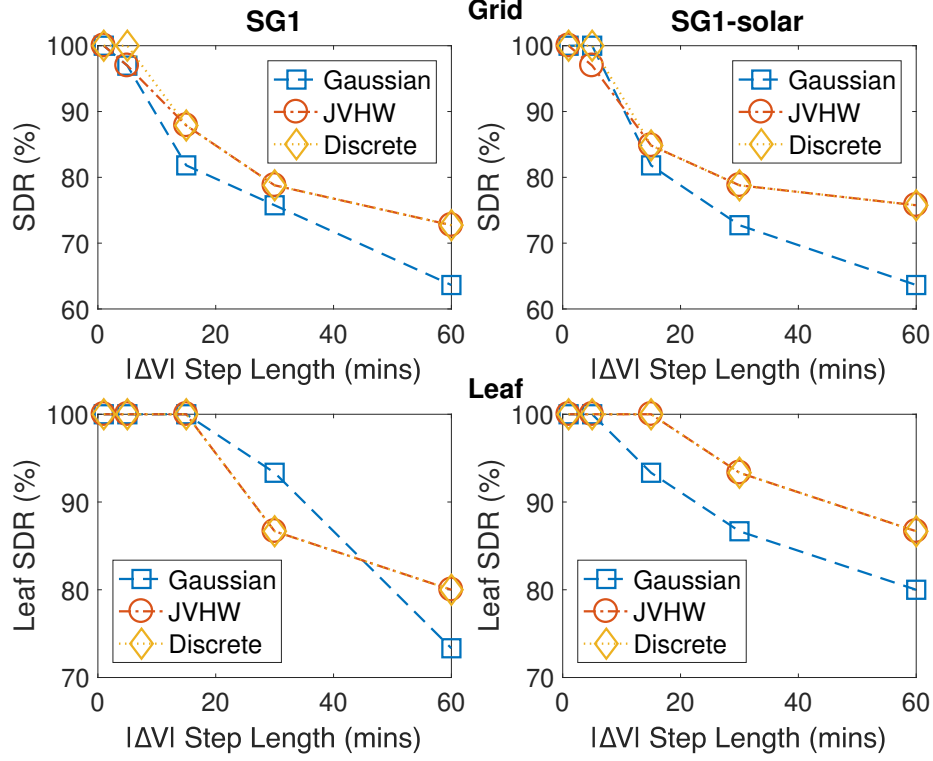 Grid
SG1
SG1-solar
100
90
80
70
60
SDR (%)
0
20
40
60
|ΔV| Step Length (mins)
Gaussian
JVHW
Discrete
100
90
80
70
60
SDR (%)
0
20
40
60
|ΔV| Step Length (mins)
Gaussian
JVHW
Discrete
Leaf
100
90
80
70
Leaf SDR (%)
0
20
40
60
|ΔV| Step Length (mins)
Gaussian
JVHW
Discrete
100
90
80
70
Leaf SDR (%)
0
20
40
60
|ΔV| Step Length (mins)
Gaussian
JVHW
Discrete